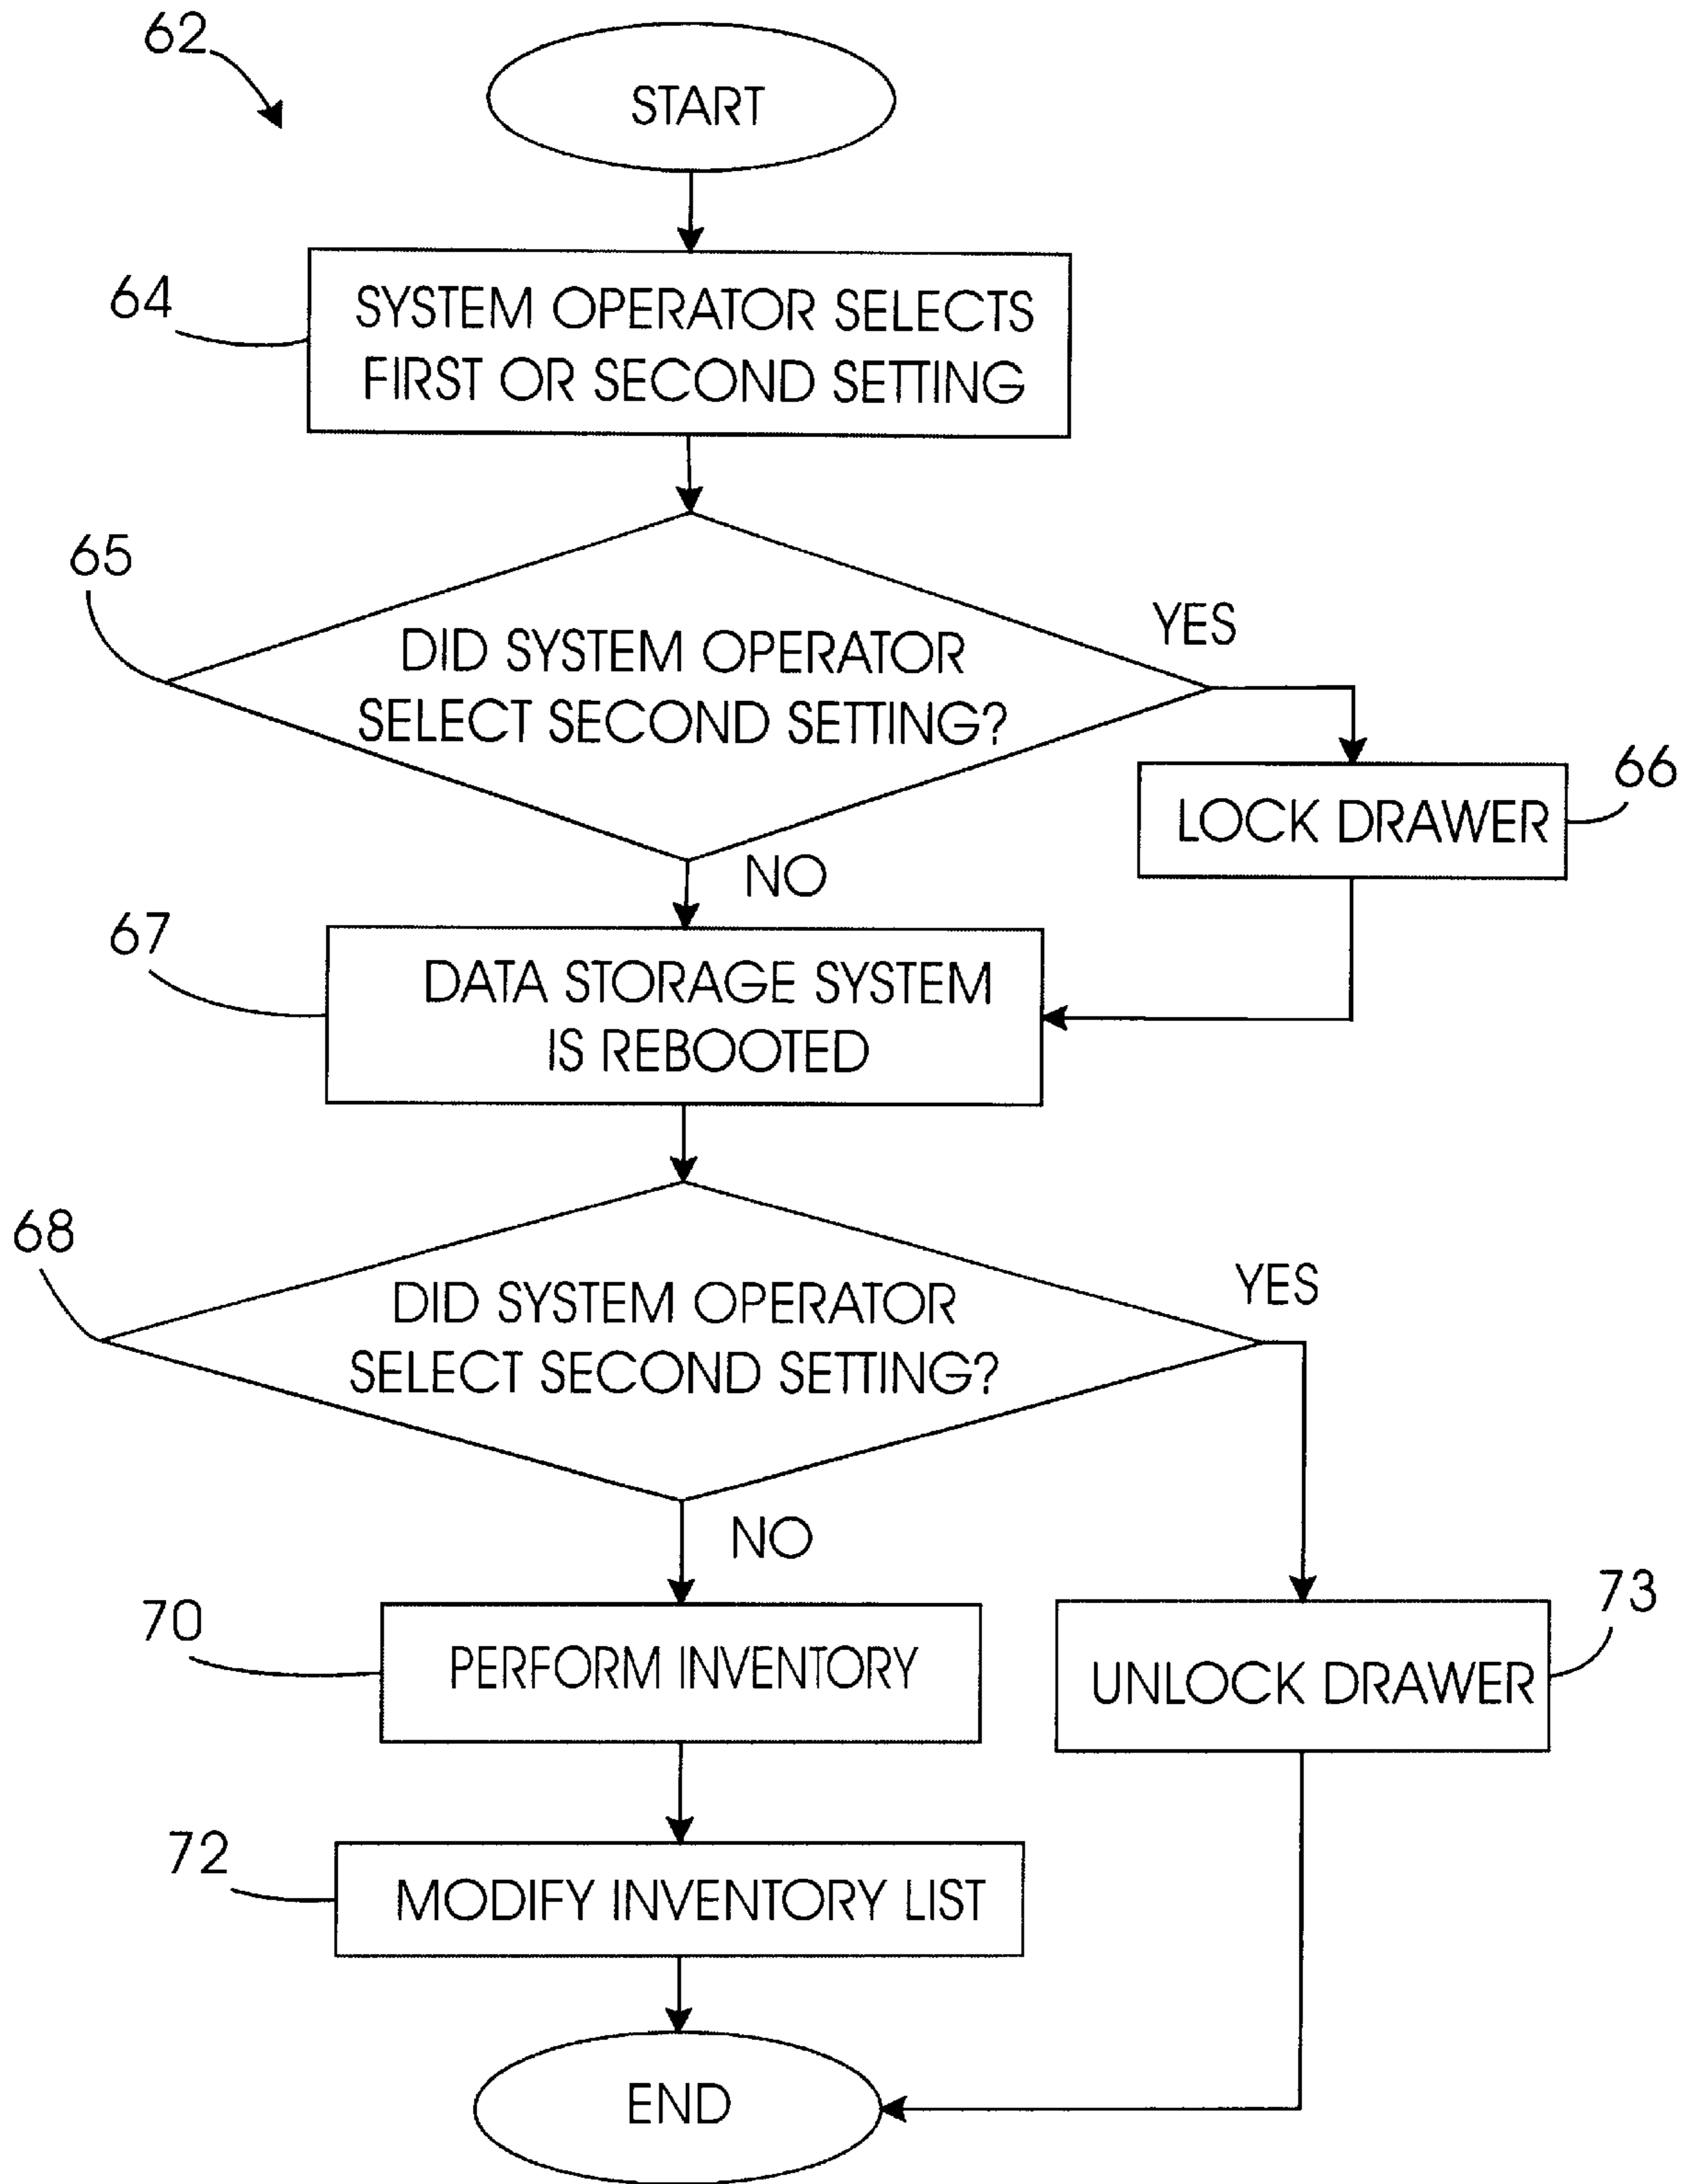 62
START
64
SYSTEM OPERATOR SELECTS
FIRST OR SECOND SETTING
65
DID SYSTEM OPERATOR
SELECT SECOND SETTING?
YES
66
LOCK DRAWER
NO
67
DATA STORAGE SYSTEM
IS REBOOTED
68
DID SYSTEM OPERATOR
SELECT SECOND SETTING?
YES
NO
70
PERFORM INVENTORY
73
UNLOCK DRAWER
72
MODIFY INVENTORY LIST
END